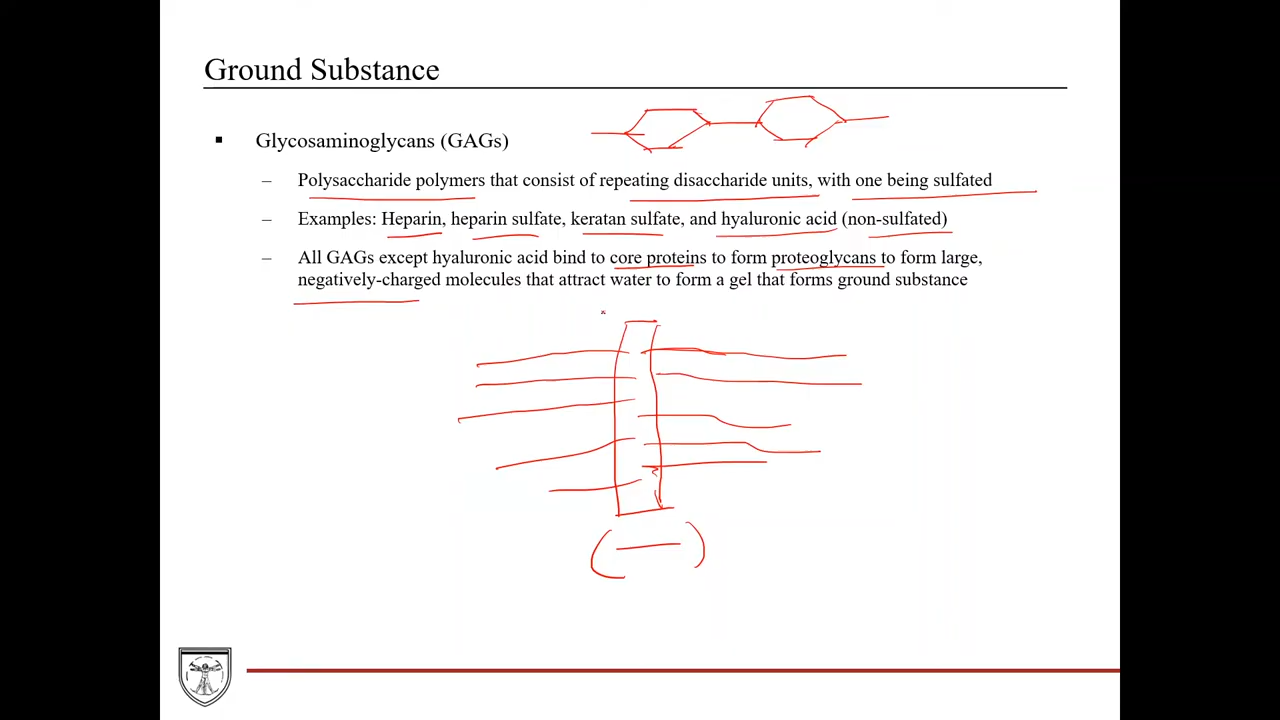 Ground Substance
▪ Glycosaminoglycans (GAGs)
– Polysaccharide polymers that consist of repeating disaccharide units, with one being sulfated
– Examples: Heparin, heparin sulfate, keratan sulfate, and hyaluronic acid (non-sulfated)
– All GAGs except hyaluronic acid bind to core proteins to form proteoglycans to form large,
negatively-charged molecules that attract water to form a gel that forms ground substance
(—)